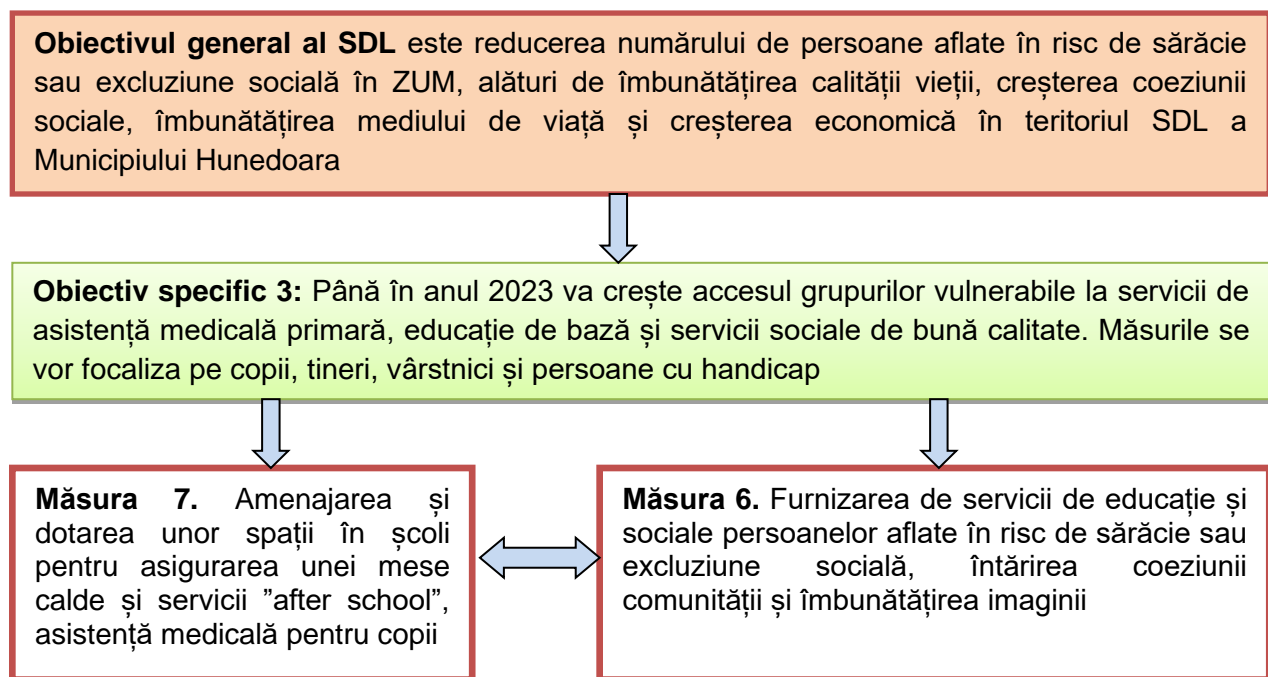 Obiectivul general al SDL este reducerea numărului de persoane aflate în risc de sărăcie
sau excluziune socială în ZUM, alături de îmbunătățirea calității vieții, creșterea coeziunii
sociale, îmbunătățirea mediului de viață și creșterea economică în teritoriul SDL a
Municipiului Hunedoara
Obiectiv specific 3: Până în anul 2023 va crește accesul grupurilor vulnerabile la servicii de
asistență medicală primară, educație de bază și servicii sociale de bună calitate. Măsurile se
vor focaliza pe copii, tineri, vârstnici și persoane cu handicap
Măsura 7. Amenajarea și
dotarea unor spații în școli
pentru asigurarea unei mese
calde și servicii ”after school”,
asistență medicală pentru copii
Măsura 6. Furnizarea de servicii de educație și
sociale persoanelor aflate în risc de sărăcie sau
excluziune socială, întărirea coeziunii
comunității și îmbunătățirea imaginii